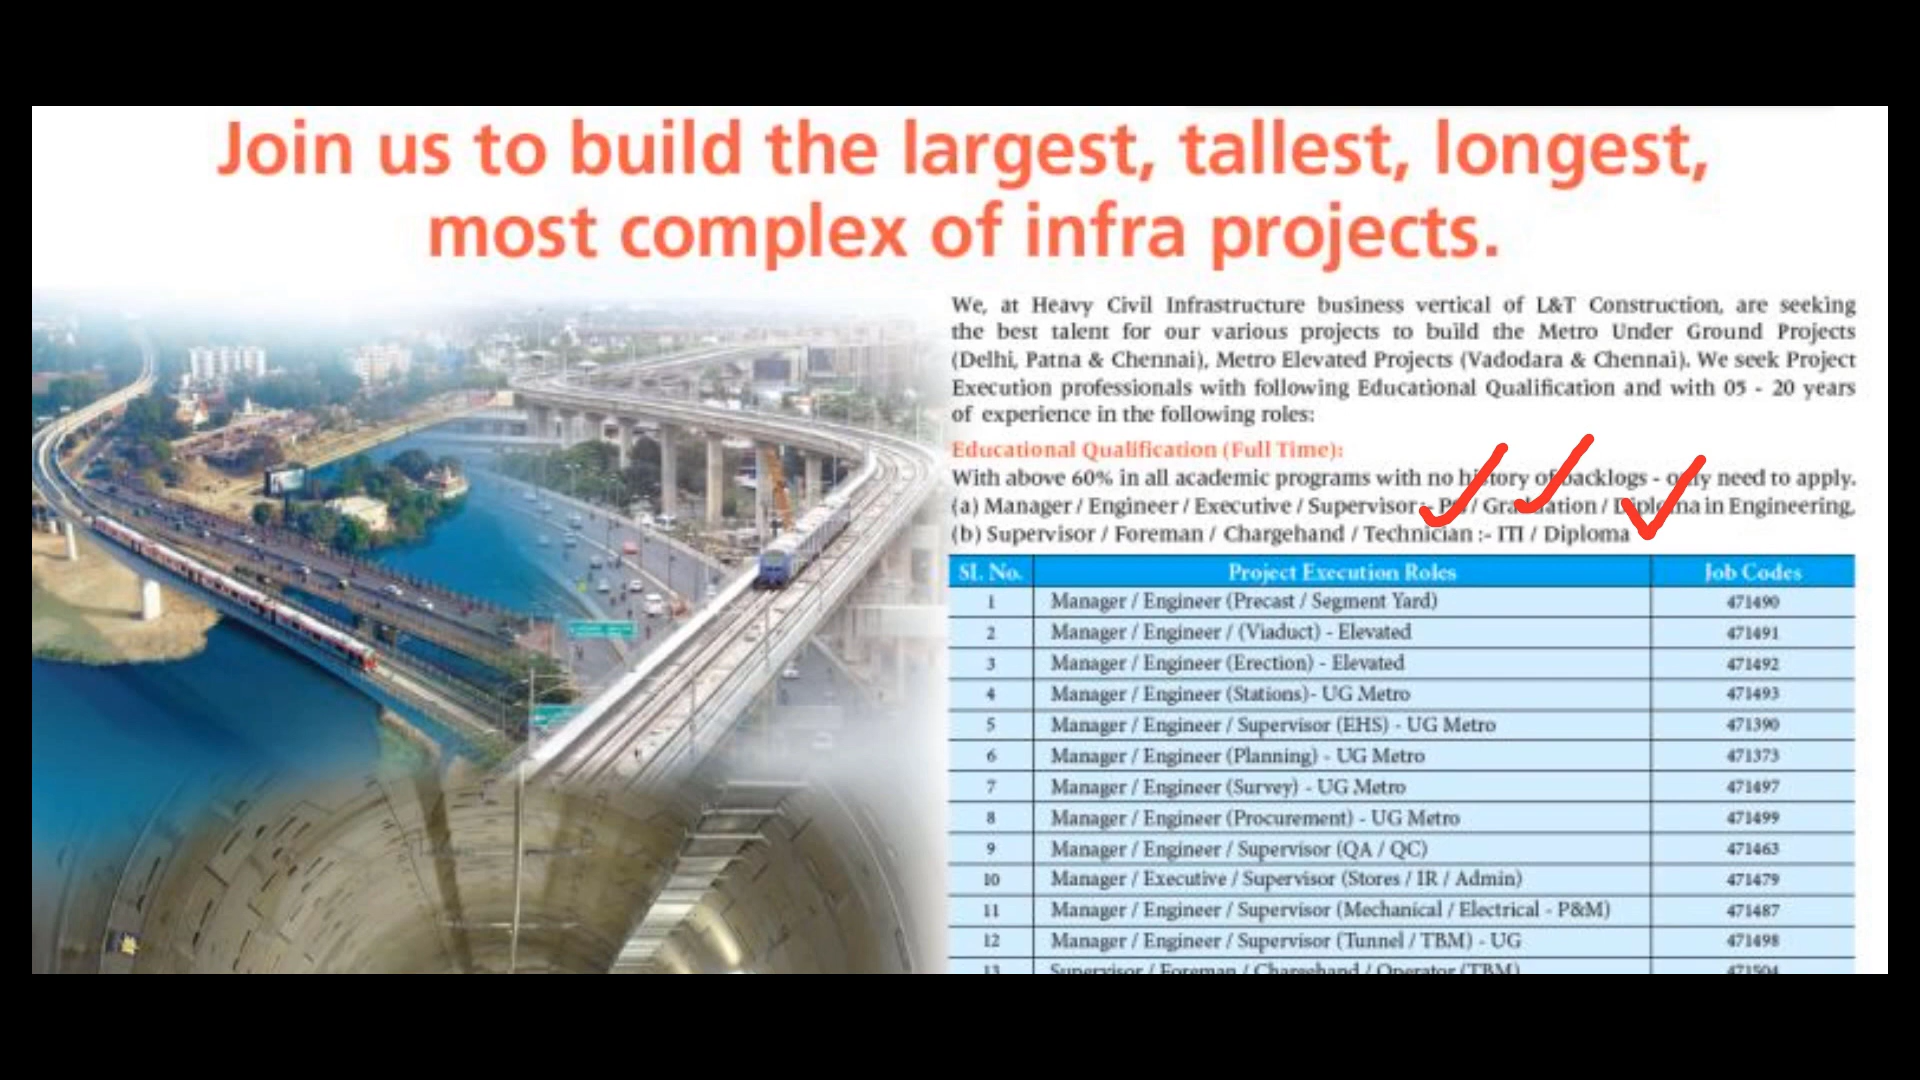 Join us to build the largest, tallest, longest,
most complex of infra projects.
We, at Heavy Civil Infrastructure business vertical of L&T Construction, are seeking
the best talent for our various projects to build the Metro Under Ground Projects
(Delhi, Patna & Chennai), Metro Elevated Projects (Vadodara & Chennai). We seek Project
Execution professionals with following Educational Qualification and with 05 - 20 years
of experience in the following roles:
Educational Qualification (Full Time):
With above 60% in all academic programs with no history of backlogs - only need to apply.
(a) Manager / Engineer / Executive / Supervisor :- PG / Graduation / Diploma in Engineering,
(b) Supervisor / Foreman / Chargehand / Technician :- ITI / Diploma
Sl. No. Project Execution Roles Job Codes
1 Manager / Engineer (Precast / Segment Yard) 471490
2 Manager / Engineer / (Viaduct) - Elevated 471491
3 Manager / Engineer (Erection) - Elevated 471492
4 Manager / Engineer (Stations)- UG Metro 471493
5 Manager / Engineer / Supervisor (EHS) - UG Metro 471390
6 Manager / Engineer (Planning) - UG Metro 471373
7 Manager / Engineer (Survey) - UG Metro 471497
8 Manager / Engineer (Procurement) - UG Metro 471499
9 Manager / Engineer / Supervisor (QA / QC) 471463
10 Manager / Executive / Supervisor (Stores / IR / Admin) 471479
11 Manager / Engineer / Supervisor (Mechanical / Electrical - P&M) 471487
12 Manager / Engineer / Supervisor (Tunnel / TBM) - UG 471498
13 Supervisor / Foreman / Chargehand / Operator (TBM) 471504